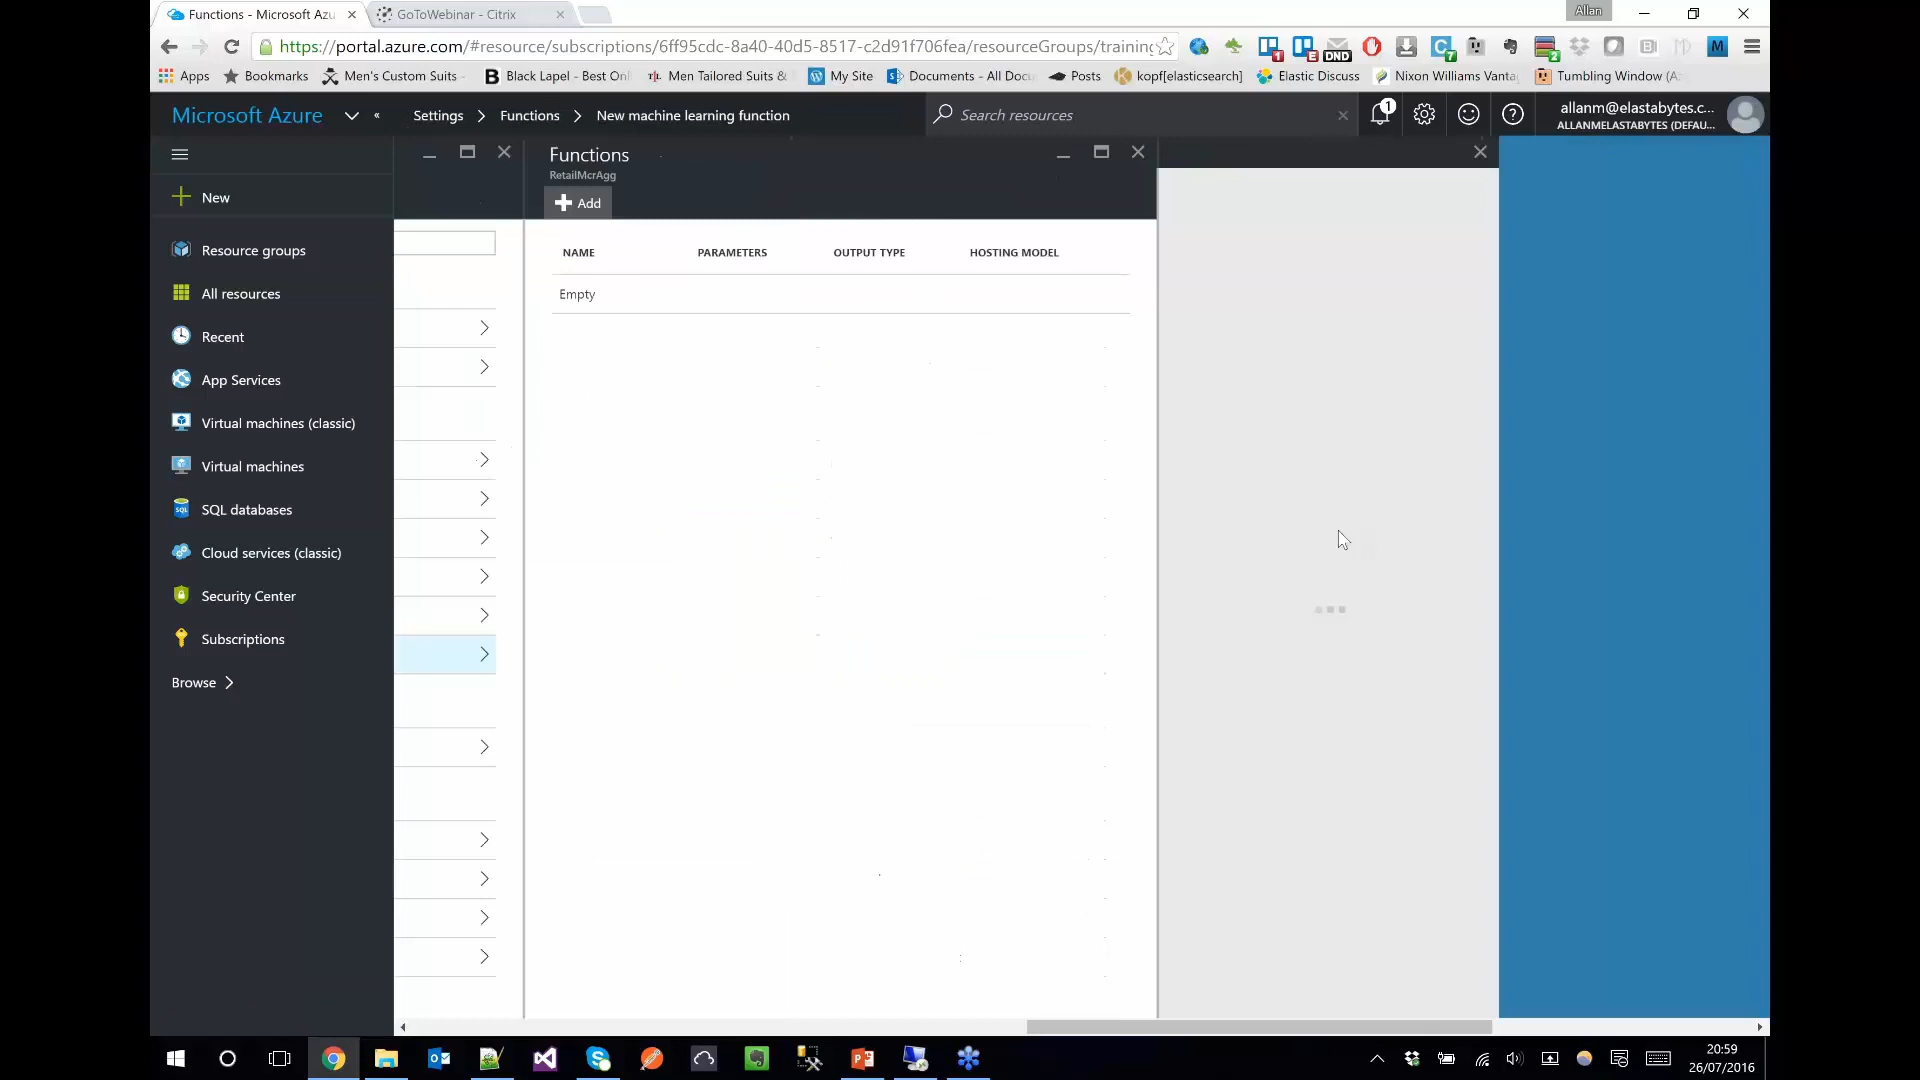 Functions - Microsoft Azu
GoToWebinar - Citrix
Allan
https://portal.azure.com/#resource/subscriptions/6ff95cdc-8a40-40d5-8517-c2d91f706fea/resourceGroups/training
Apps
Bookmarks
Men's Custom Suits -
Black Lapel - Best Onl
Men Tailored Suits &
My Site
Documents - All Docu
Posts
kopf[elasticsearch]
Elastic Discuss
Nixon Williams Vanta
Tumbling Window (A
Microsoft Azure
Settings
Functions
New machine learning function
Search resources
1
allanm@elastabytes.c...
ALLANMELASTABYTES (DEFAU...
New
Resource groups
All resources
Recent
App Services
Virtual machines (classic)
Virtual machines
SQL databases
Cloud services (classic)
Security Center
Subscriptions
Browse
Functions
RetailMcrAgg
Add
NAME
PARAMETERS
OUTPUT TYPE
HOSTING MODEL
Empty
20:59
26/07/2016